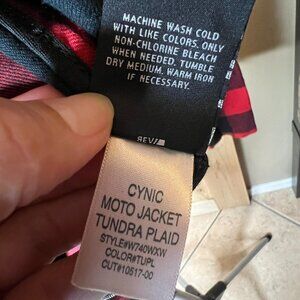 MACHINE WASH COLD
WITH LIKE COLORS. ONLY
NON-CHLORINE BLEACH
WHEN NEEDED. TUMBLE
DRY MEDIUM. WARM IRON
IF NECESSARY.
CYNIC
MOTO JACKET
TUNDRA PLAID
STYLE#W740WXW
COLOR#TUPL
CUT#10517-00